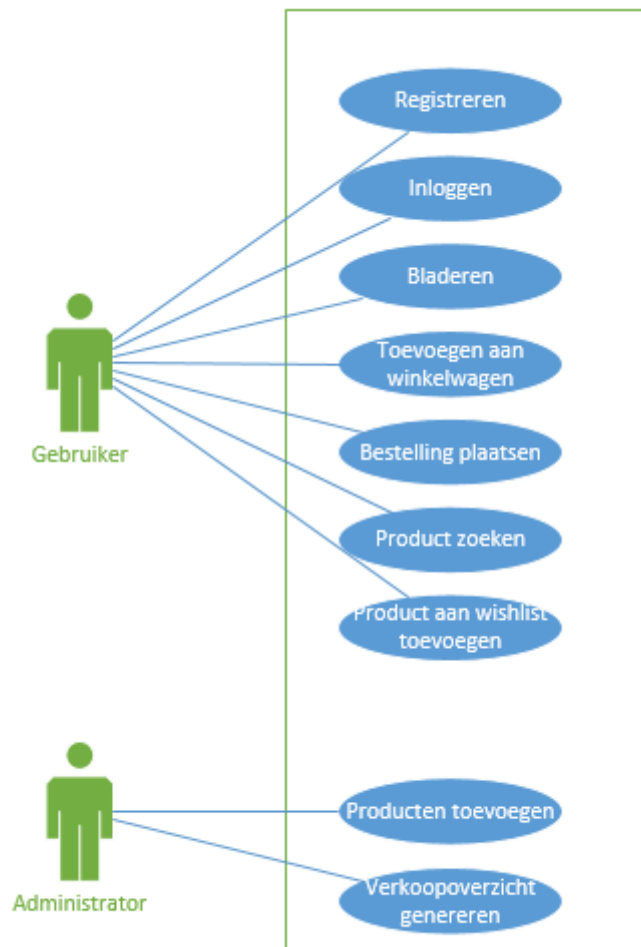 Registreren
Inloggen
Bladeren
Toevoegen aan
winkelwagen
Gebruiker
Bestelling plaatsen
Product zoeken
Product aan wishlist
toevoegen
Producten toevoegen
Administrator
Verkoopoverzicht
genereren